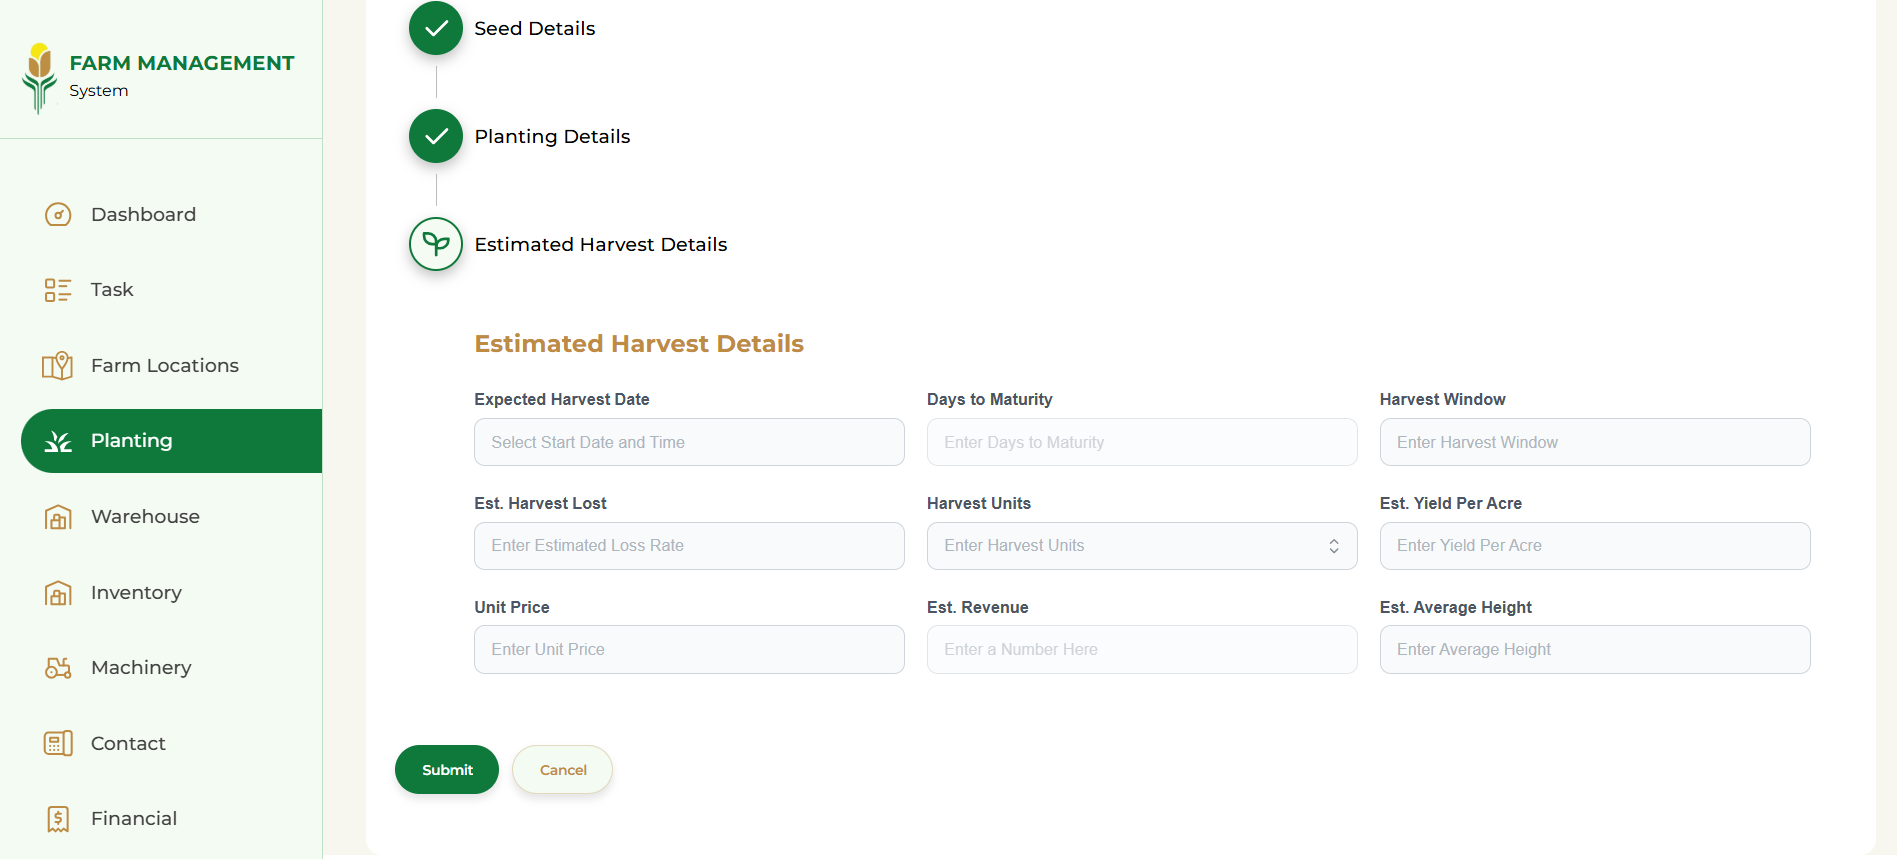 FARM MANAGEMENT
System
Dashboard
Task
Farm Locations
Planting
Warehouse
Inventory
Machinery
Contact
Financial
Seed Details
Planting Details
Estimated Harvest Details
Estimated Harvest Details
Expected Harvest Date
Select Start Date and Time
Days to Maturity
Enter Days to Maturity
Harvest Window
Enter Harvest Window
Est. Harvest Lost
Enter Estimated Loss Rate
Harvest Units
Enter Harvest Units
Est. Yield Per Acre
Enter Yield Per Acre
Unit Price
Enter Unit Price
Est. Revenue
Enter a Number Here
Est. Average Height
Enter Average Height
Submit
Cancel